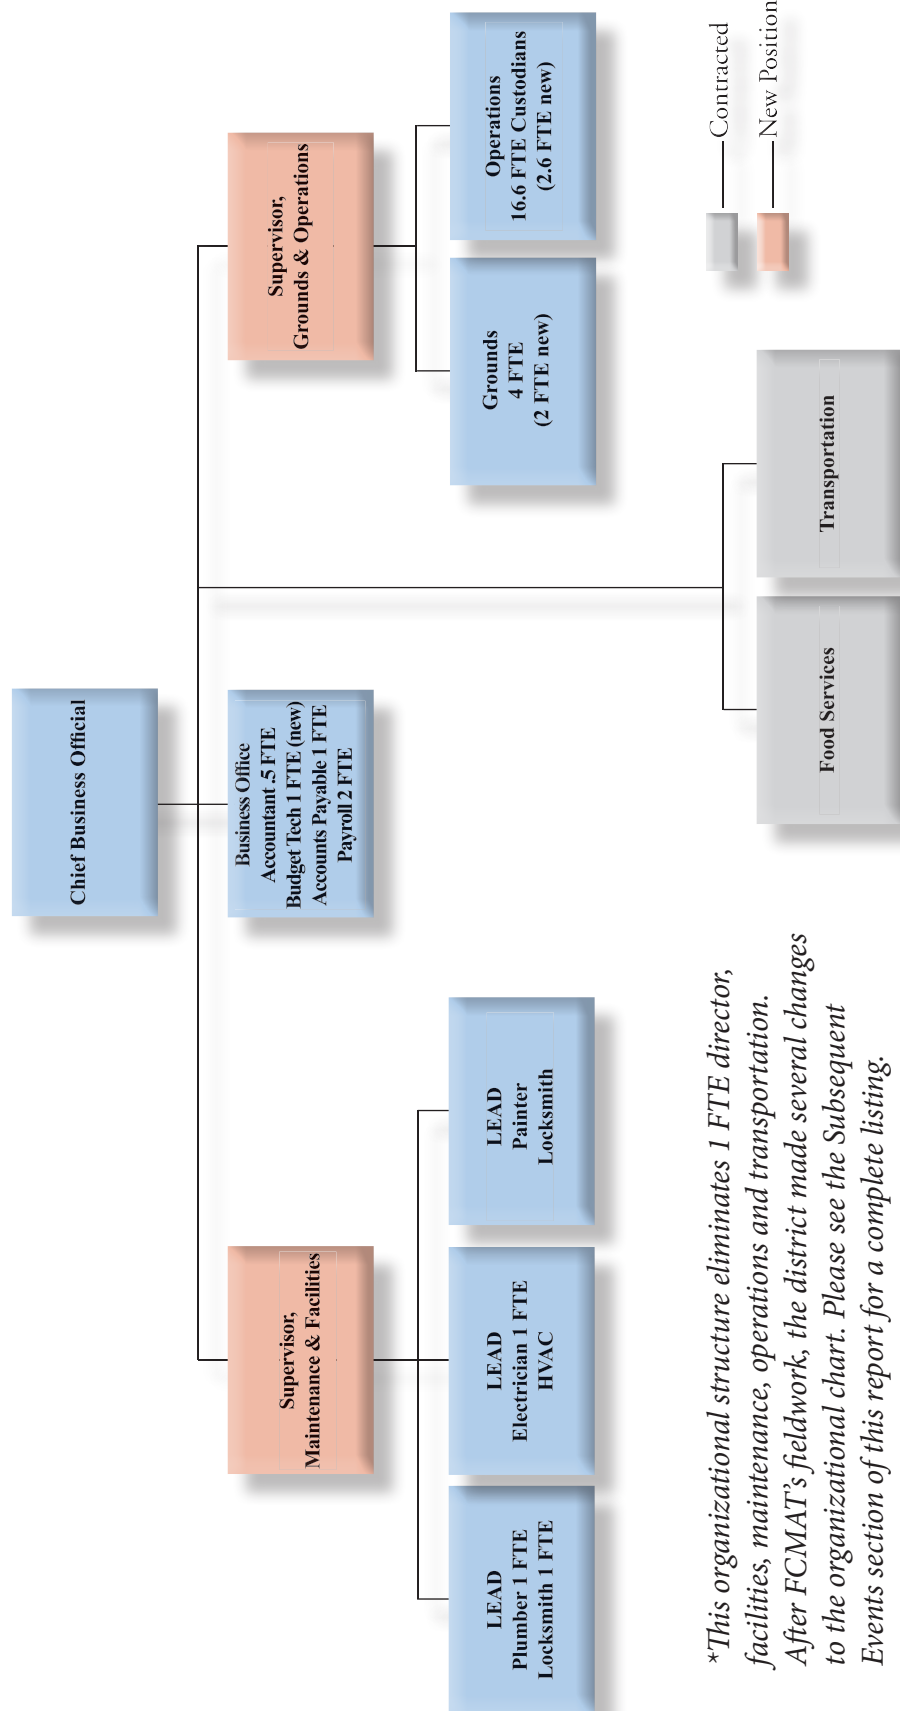 Chief Business Official
Supervisor,
Maintenance & Facilities
Business Office
Accountant .5 FTE
Budget Tech 1 FTE (new)
Accounts Payable 1 FTE
Payroll 2 FTE
Supervisor,
Grounds & Operations
LEAD
Plumber 1 FTE
Locksmith 1 FTE
LEAD
Electrician 1 FTE
HVAC
LEAD
Painter
Locksmith
Grounds
4 FTE
(2 FTE new)
Operations
16.6 FTE Custodians
(2.6 FTE new)
Food Services
Transportation
Contracted
New Position
*This organizational structure eliminates 1 FTE director,
facilities, maintenance, operations and transportation.
After FCMAT’s fieldwork, the district made several changes
to the organizational chart. Please see the Subsequent
Events section of this report for a complete listing.